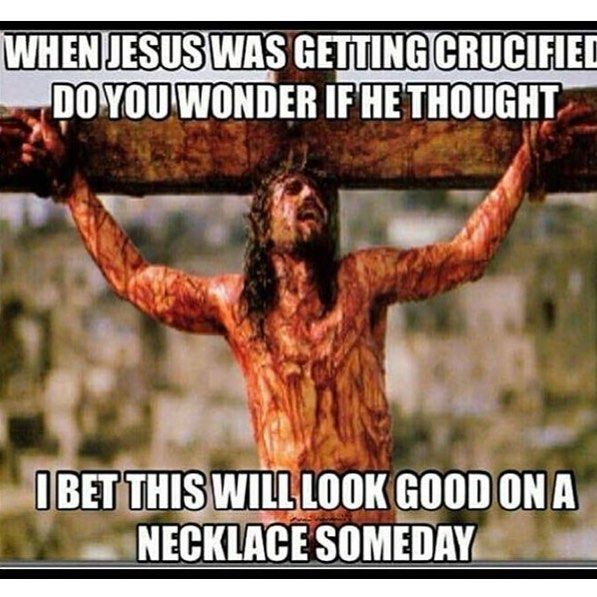 WHEN JESUS WAS GETTING CRUCIFIED
DO YOU WONDER IF HE THOUGHT
I BET THIS WILL LOOK GOOD ON A
NECKLACE SOMEDAY